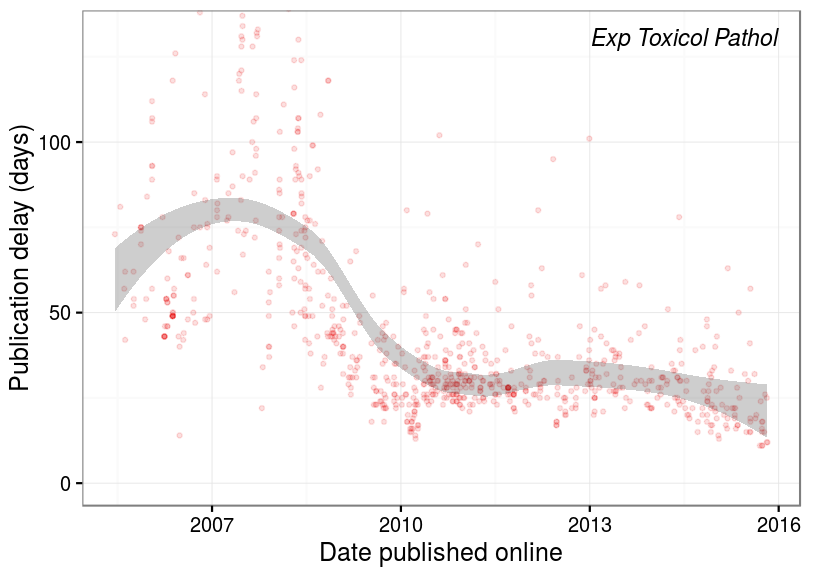 Exp Toxicol Pathol
Publication delay (days)
100
50
0
2007 2010 2013 2016
Date published online